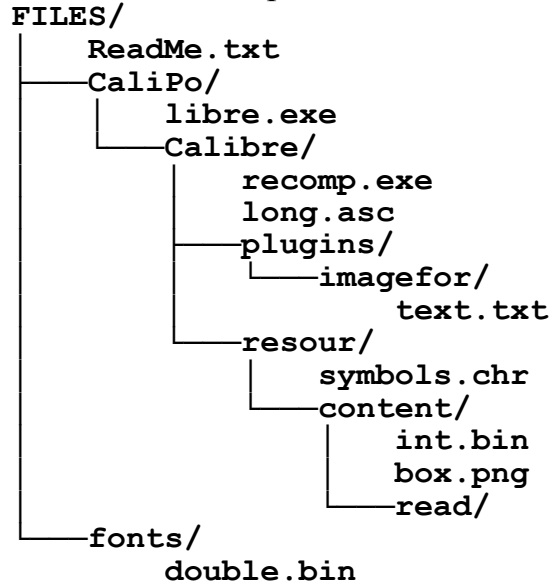 FILES/
ReadMe.txt
CaliPo/
libre.exe
Calibre/
recomp.exe
long.asc
plugins/
imagefor/
text.txt
resour/
symbols.chr
content/
int.bin
box.png
read/
fonts/
double.bin